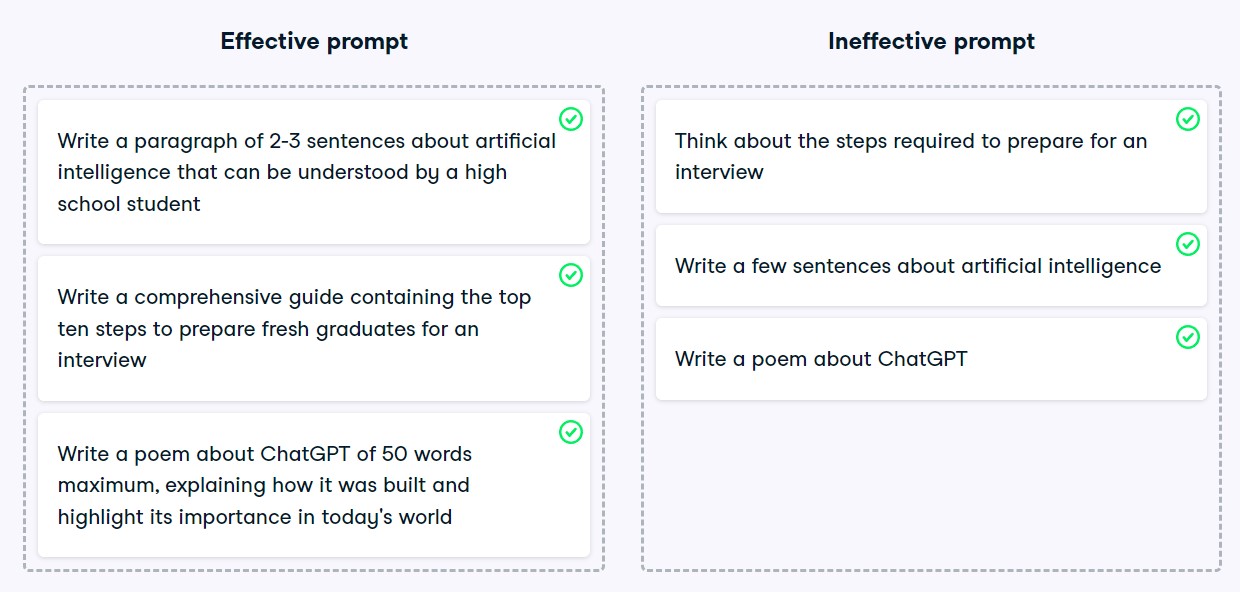 Effective prompt
Write a paragraph of 2-3 sentences about artificial
intelligence that can be understood by a high
school student
Write a comprehensive guide containing the top
ten steps to prepare fresh graduates for an
interview
Write a poem about ChatGPT of 50 words
maximum, explaining how it was built and
highlight its importance in today's world
Ineffective prompt
Think about the steps required to prepare for an
interview
Write a few sentences about artificial intelligence
Write a poem about ChatGPT